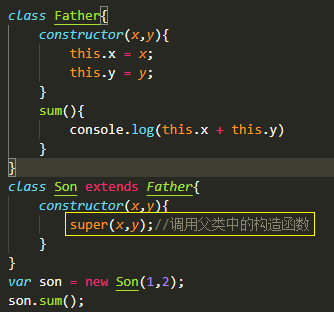 class Father{
constructor(x,y){
this.x = x;
this.y = y;
}
sum(){
console.log(this.x + this.y)
}
}
class Son extends Father{
constructor(x,y){
super(x,y);//调用父类中的构造函数
}
}
var son = new Son(1,2);
son.sum();